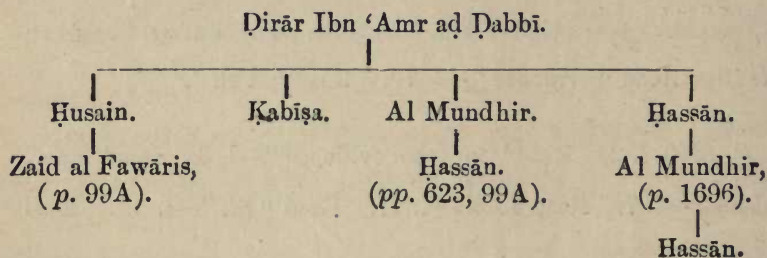 Ḍirār Ibn ‘Amr aḍ Ḍabbī.
Ḥusain. Ḳabīṣa. Al Mundhir. Ḥassān.
Zaid al Fawāris, Ḥassān. Al Mundhir,
(p. 99A). (pp. 623, 99A). (p. 1696).
Ḥassān.